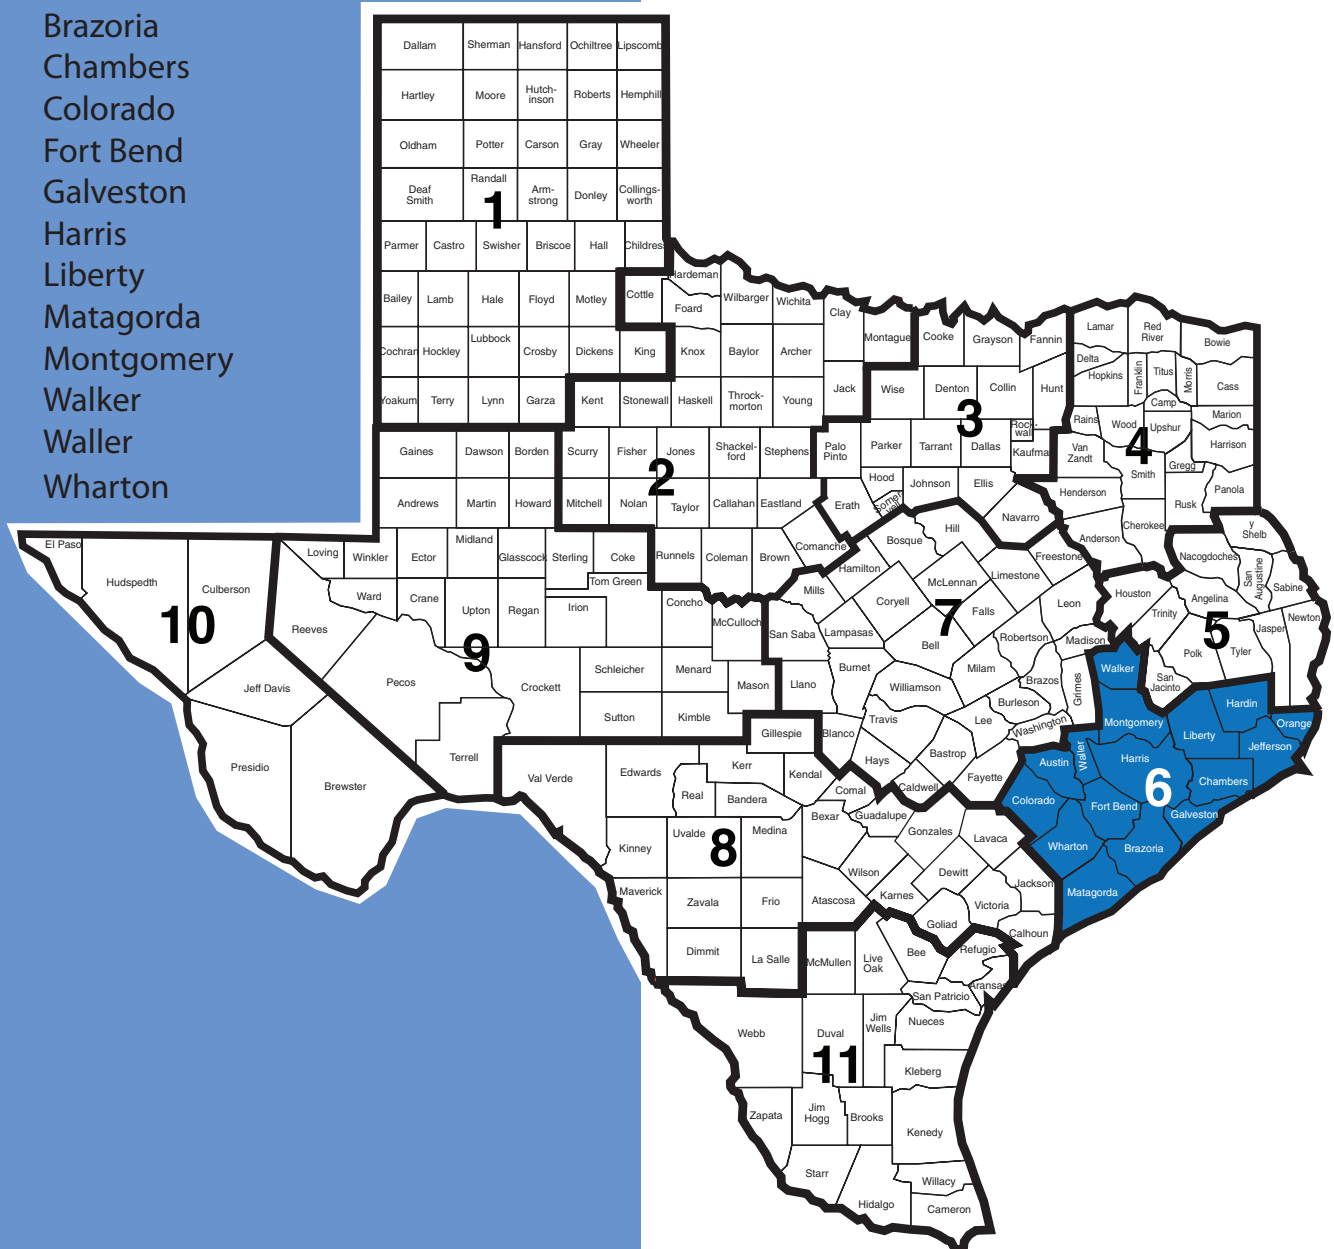 Brazoria
Chambers
Colorado
Fort Bend
Galveston
Harris
Liberty
Matagorda
Montgomery
Walker
Waller
Wharton
Dallam
Sherman
Hansford
Ochiltree
Lipscomb
Hartley
Moore
Hutch-
inson
Roberts
Hemphill
Oldham
Potter
Carson
Gray
Wheeler
Deaf
Smith
Randall
1
Arm-
strong
Donley
Collings-
worth
Parmer
Castro
Swisher
Briscoe
Hall
Childress
Bailey
Lamb
Hale
Floyd
Motley
Cottle
Hardeman
Foard
Wilbarger
Wichita
Clay
Montague
Cochran
Hockley
Lubbock
Crosby
Dickens
King
Knox
Baylor
Archer
Jack
Yoakum
Terry
Lynn
Garza
Kent
Stonewall
Haskell
Throck-
morton
Young
Cooke
Grayson
Fannin
Wise
Denton
Collin
Hunt
3
Rock-
wall
Parker
Tarrant
Dallas
Kaufma
Palo
Pinto
Hood
Johnson
Ellis
Erath
Somer
vell
Navarro
Lamar
Red
River
Bowie
Delta
Hopkins
Franklin
Titus
Morris
Cass
Camp
Rains
Wood
Upshur
Marion
Harrison
4
Van
Zandt
Smith
Gregg
Panola
Henderson
Rusk
Cherokee
Anderson
Gaines
Dawson
Borden
Scurry
Fisher
Jones
Shackel-
ford
Stephens
2
Andrews
Martin
Howard
Mitchell
Nolan
Taylor
Callahan
Eastland
Runnels
Coleman
Brown
Comanche
El Paso
Hudspedth
Culberson
10
Jeff Davis
Presidio
Brewster
Loving
Winkler
Ector
Midland
Glasscock
Sterling
Coke
Tom Green
Ward
Crane
Upton
Regan
Irion
Concho
McCulloch
Reeves
9
Pecos
Crockett
Schleicher
Menard
Mason
Sutton
Kimble
Terrell
Bosque
Hill
Hamilton
McLennan
Limestone
Freestone
Mills
Coryell
7
Falls
Leon
San Saba
Lampasas
Bell
Robertson
Madison
Burnet
Milam
Brazos
Grimes
Llano
Williamson
Burleson
Travis
Lee
Washington
Blanco
Hays
Bastrop
Caldwell
Fayette
y
Shelb
Nacogdoches
San
Augustine
Sabine
Houston
Angelina
Trinity
5
Jasper
Newton
Polk
Tyler
San
Jacinto
Walker
Hardin
Orange
Montgomery
Liberty
Jefferson
Austin
Waller
Harris
6
Chambers
Colorado
Fort Bend
Galveston
Wharton
Brazoria
Matagorda
Val Verde
Edwards
Gillespie
Kerr
Kendal
Real
Bandera
Comal
Bexar
Guadalupe
Kinney
Uvalde
8
Medina
Gonzales
Lavaca
Wilson
Dewitt
Maverick
Zavala
Frio
Atascosa
Karnes
Jackson
Victoria
Goliad
Calhoun
Dimmit
La Salle
McMullen
Live
Oak
Bee
Refugio
Aransas
San Patricio
Webb
Duval
Jim
Wells
Nueces
11
Kleberg
Zapata
Jim
Hogg
Brooks
Kenedy
Starr
Hidalgo
Willacy
Cameron